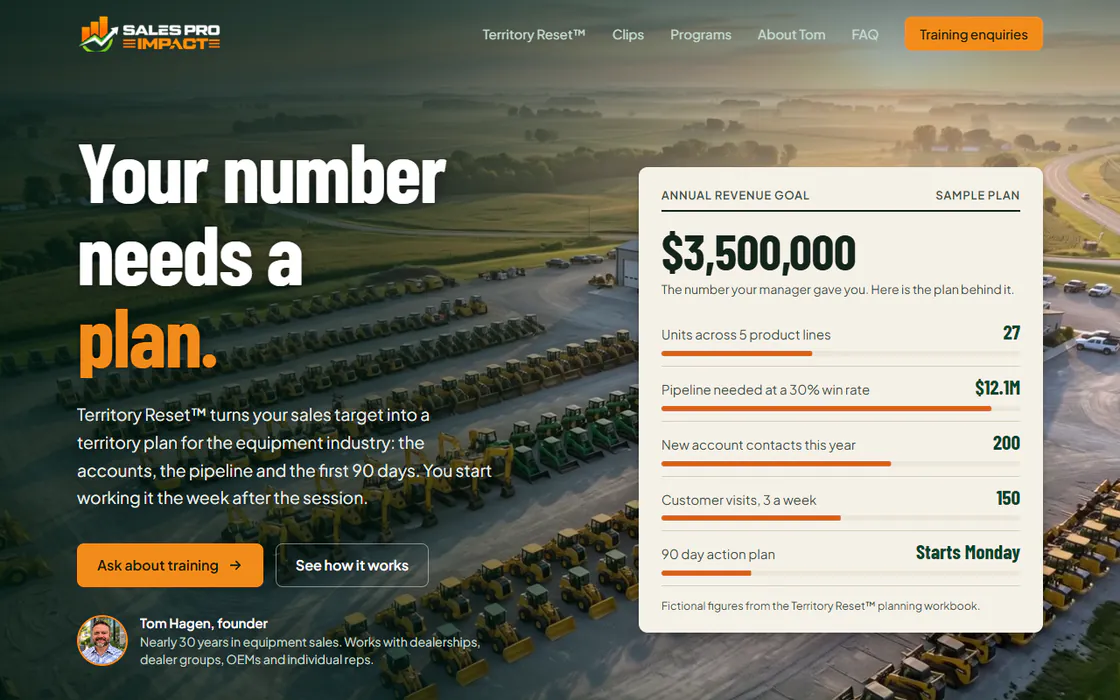 SALES PRO
IMPACT
Territory Reset™
Clips
Programs
About Tom
FAQ
Training enquiries
Your number
needs a
plan.
Territory Reset™ turns your sales target into a
territory plan for the equipment industry: the
accounts, the pipeline and the first 90 days. You start
working it the week after the session.
Ask about training →
See how it works
Tom Hagen, founder
Nearly 30 years in equipment sales. Works with dealerships,
dealer groups, OEMs and individual reps.
ANNUAL REVENUE GOAL
SAMPLE PLAN
$3,500,000
The number your manager gave you. Here is the plan behind it.
Units across 5 product lines
27
Pipeline needed at a 30% win rate
$12.1M
New account contacts this year
200
Customer visits, 3 a week
150
90 day action plan
Starts Monday
Fictional figures from the Territory Reset™ planning workbook.